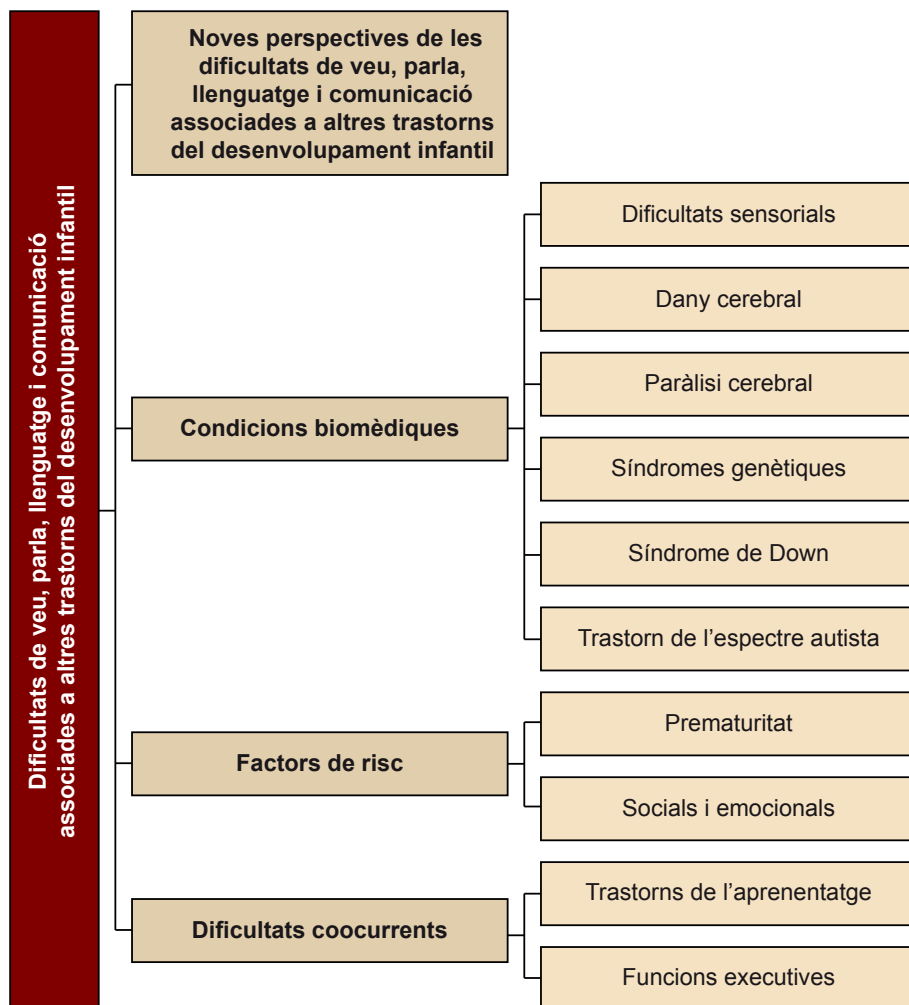 Dificultats de veu, parla, llenguatge i comunicació
associades a altres trastorns del desenvolupament infantil
Noves perspectives de les
dificultats de veu, parla,
llenguatge i comunicació
associades a altres trastorns
del desenvolupament infantil
Condicions biomèdiques
Dificultats sensorials
Dany cerebral
Paràlisi cerebral
Síndromes genètiques
Síndrome de Down
Trastorn de l’espectre autista
Factors de risc
Prematuritat
Socials i emocionals
Dificultats coocurrents
Trastorns de l’aprenentatge
Funcions executives